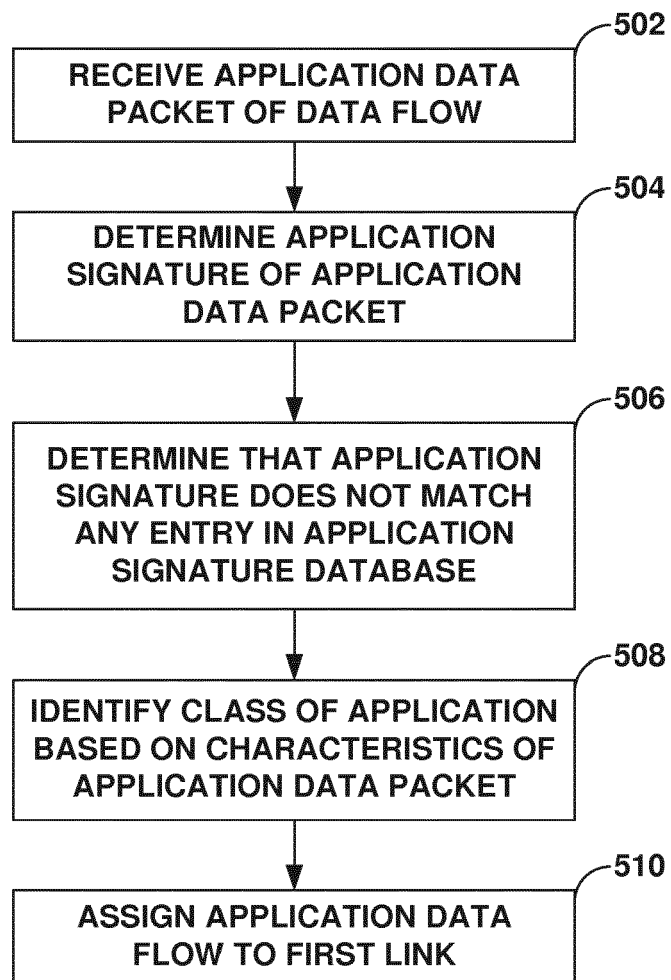 502
RECEIVE APPLICATION DATA
PACKET OF DATA FLOW
504
DETERMINE APPLICATION
SIGNATURE OF APPLICATION
DATA PACKET
506
DETERMINE THAT APPLICATION
SIGNATURE DOES NOT MATCH
ANY ENTRY IN APPLICATION
SIGNATURE DATABASE
508
IDENTIFY CLASS OF APPLICATION
BASED ON CHARACTERISTICS OF
APPLICATION DATA PACKET
510
ASSIGN APPLICATION DATA
FLOW TO FIRST LINK